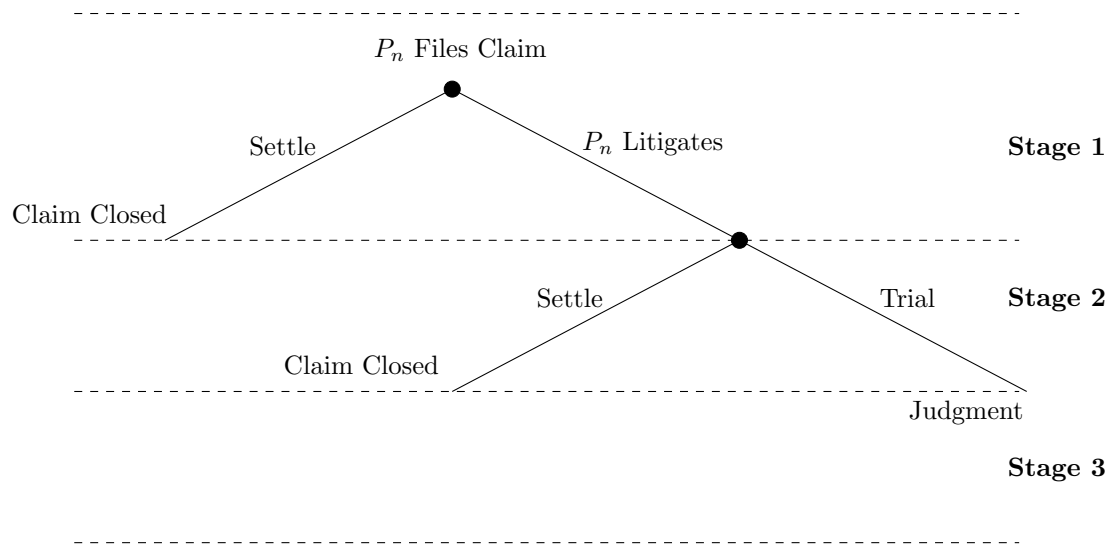 P_n Files Claim
Settle
P_n Litigates
Stage 1
Claim Closed
Settle
Trial
Stage 2
Claim Closed
Judgment
Stage 3